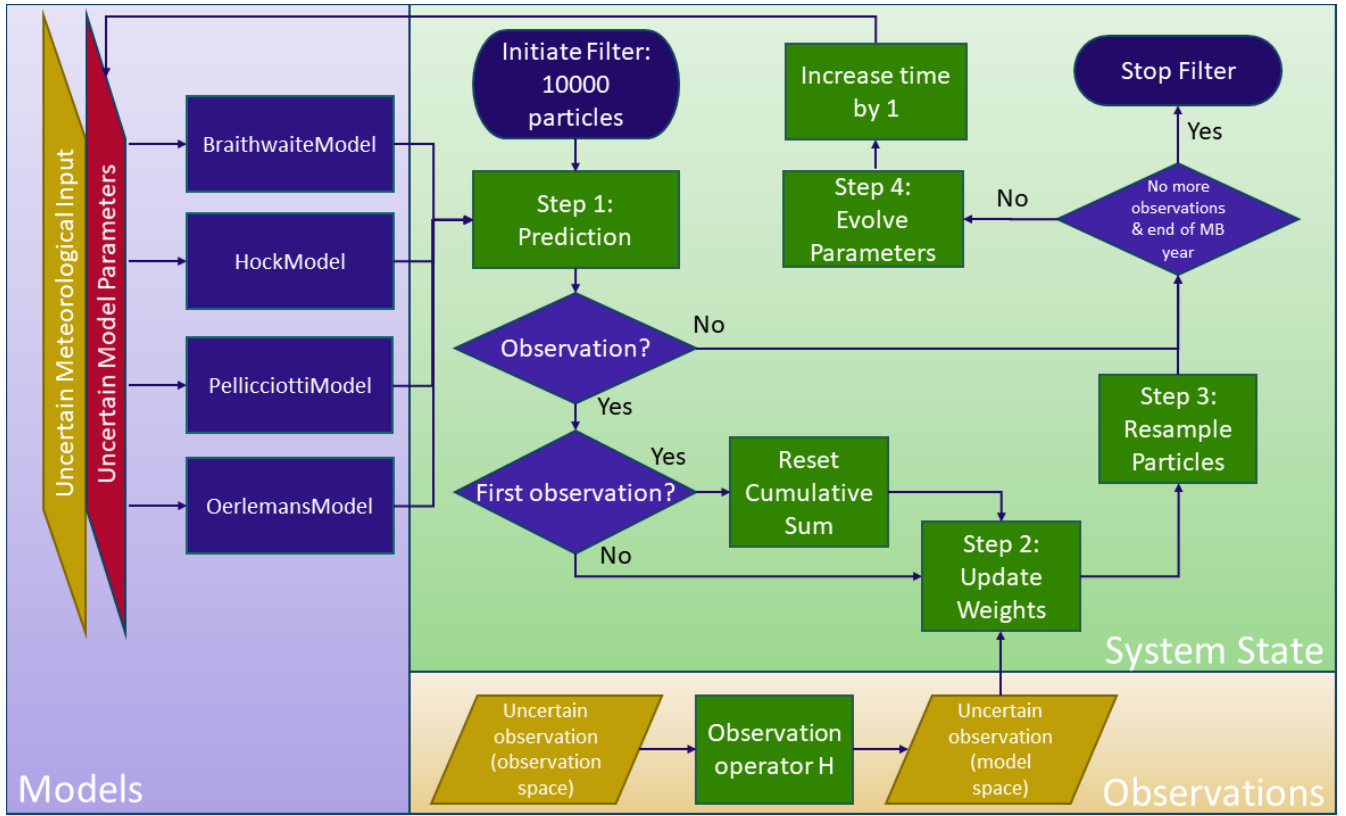 Uncertain Meteorological Input
Uncertain Model Parameters
BraithwaiteModel
HockModel
PellicciottiModel
OerlemansModel
Models
Initiate Filter:
10000
particles
Step 1:
Prediction
Observation?
No
Yes
First observation?
Yes
No
Reset
Cumulative
Sum
Step 2:
Update
Weights
Step 3:
Resample
Particles
No more
observations
& end of MB
year
No
Yes
Step 4:
Evolve
Parameters
Increase time
by 1
Stop Filter
System State
Uncertain
observation
(observation
space)
Observation
operator H
Uncertain
observation
(model
space)
Observations